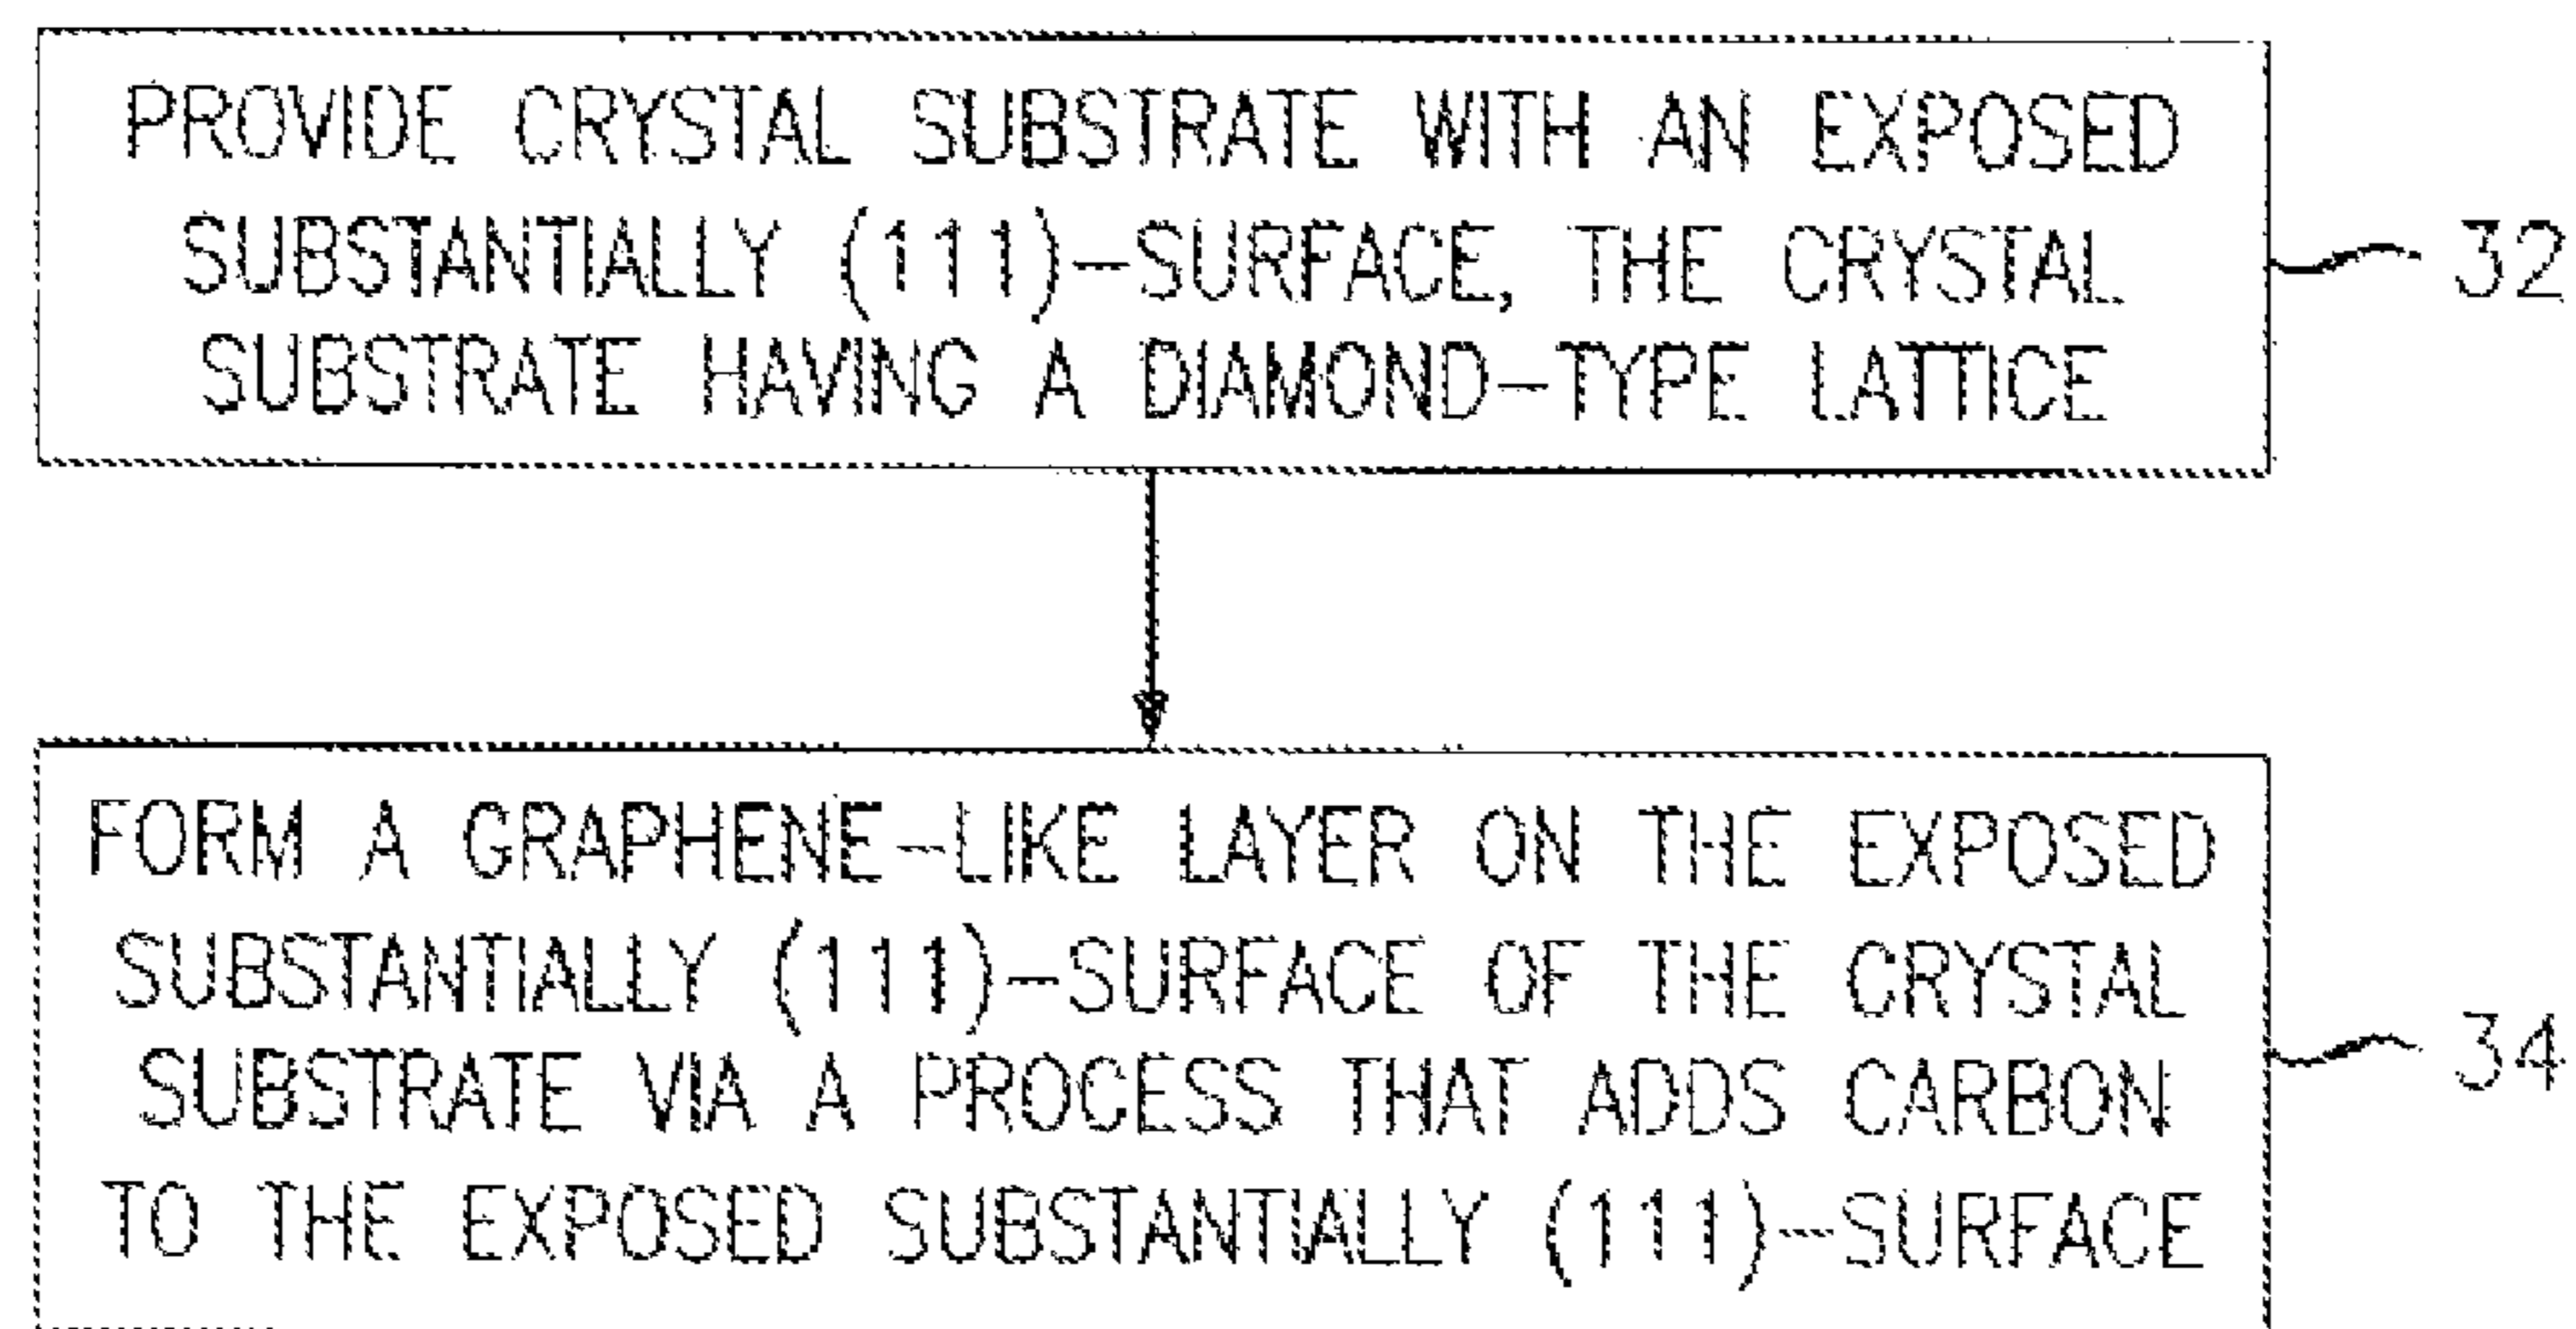 PROVIDE CRYSTAL SUBSTRATE WITH AN EXPOSED
SUBSTANTIALLY (111)-SURFACE, THE CRYSTAL
SUBSTRATE HAVING A DIAMOND-TYPE LATTICE
32
FORM A GRAPHENE-LIKE LAYER ON THE EXPOSED
SUBSTANTIALLY (111)-SURFACE OF THE CRYSTAL
SUBSTRATE VIA A PROCESS THAT ADDS CARBON
TO THE EXPOSED SUBSTANTIALLY (111)-SURFACE
34